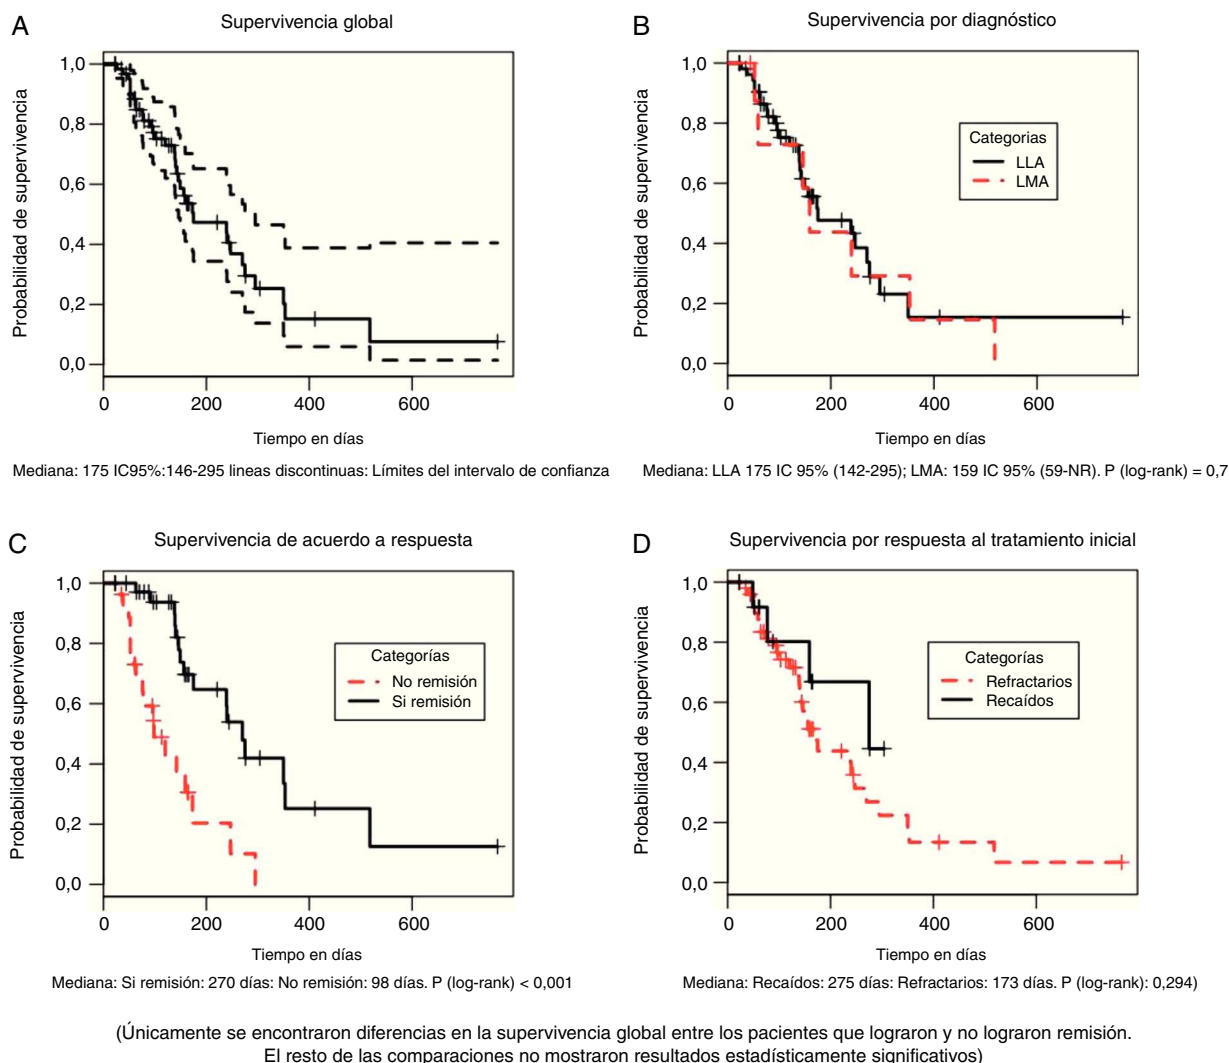 A
Supervivencia global
Probabilidad de supervivencia
1,0
0,8
0,6
0,4
0,2
0,0
0 200 400 600
Tiempo en días
Mediana: 175 IC95%:146-295 lineas discontinuas: Límites del intervalo de confianza
B
Supervivencia por diagnóstico
Probabilidad de supervivencia
1,0
0,8
0,6
0,4
0,2
0,0
Categorias
LLA
LMA
0 200 400 600
Tiempo en días
Mediana: LLA 175 IC 95% (142-295); LMA: 159 IC 95% (59-NR). P (log-rank) = 0,7
C
Supervivencia de acuerdo a respuesta
Probabilidad de supervivencia
1,0
0,8
0,6
0,4
0,2
0,0
Categorías
No remisión
Si remisión
0 200 400 600
Tiempo en días
Mediana: Si remisión: 270 días: No remisión: 98 días. P (log-rank) < 0,001
D
Supervivencia por respuesta al tratamiento inicial
Probabilidad de supervivencia
1,0
0,8
0,6
0,4
0,2
0,0
Categorías
Refractarios
Recaídos
0 200 400 600
Tiempo en días
Mediana: Recaídos: 275 días: Refractarios: 173 días. P (log-rank): 0,294)
(Únicamente se encontraron diferencias en la supervivencia global entre los pacientes que lograron y no lograron remisión.
El resto de las comparaciones no mostraron resultados estadísticamente significativos)